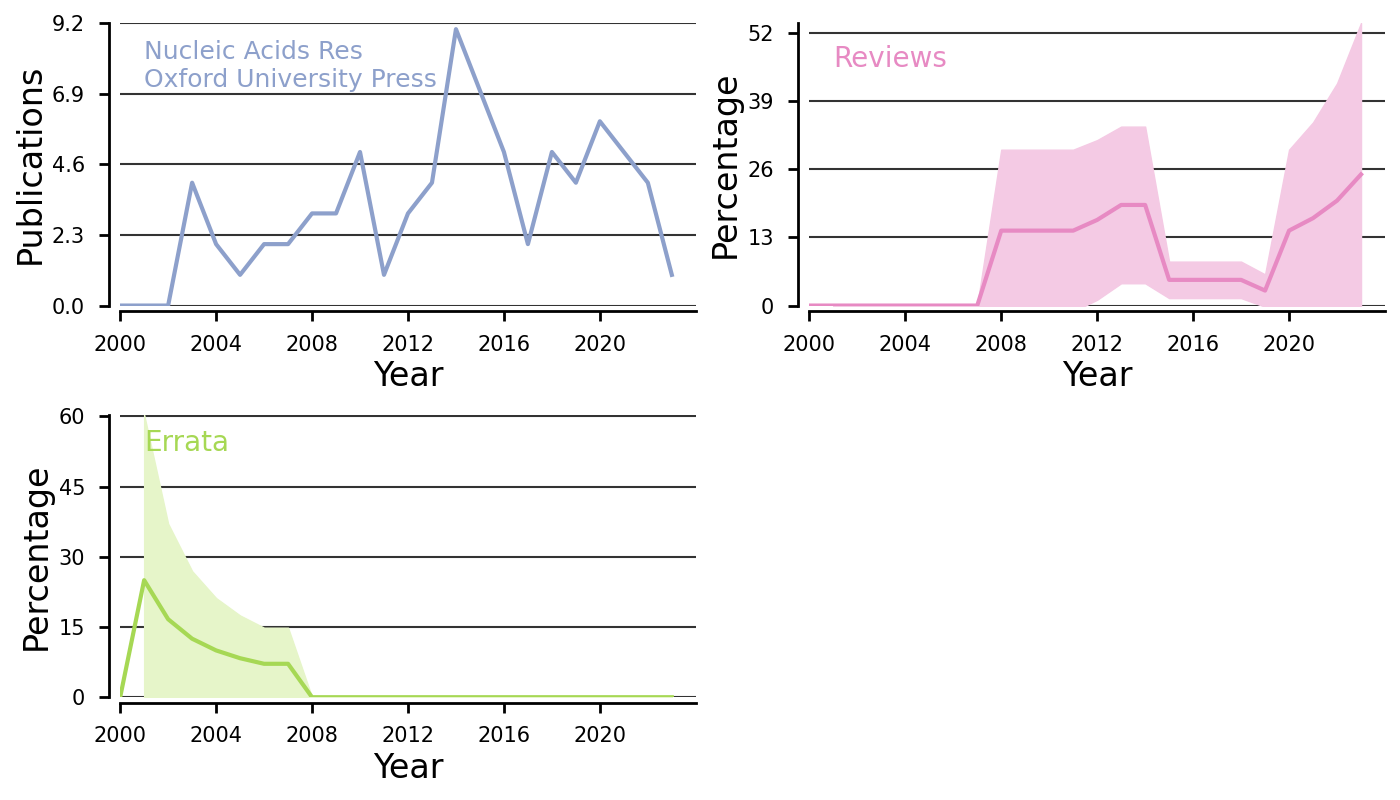 Publications
9.2
6.9
4.6
2.3
0.0
Nucleic Acids Res
Oxford University Press
2000 2004 2008 2012 2016 2020
Year
Percentage
52
39
26
13
0
Reviews
2000 2004 2008 2012 2016 2020
Year
Percentage
60
45
30
15
0
Errata
2000 2004 2008 2012 2016 2020
Year